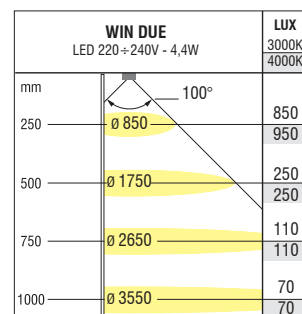 WIN DUE
LED 220÷240V - 4,4W
LUX
3000K
4000K
mm
100°
250
Ø 850
850
950
500
Ø 1750
250
250
750
Ø 2650
110
110
1000
Ø 3550
70
70